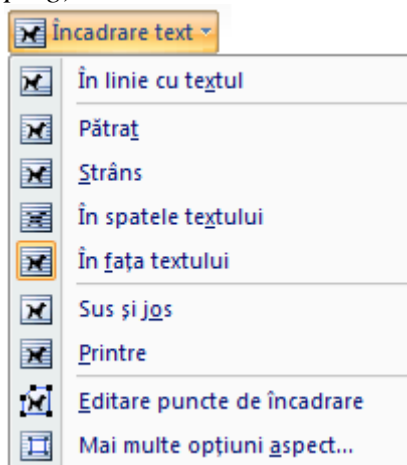 Încadrare text
În linie cu textul
Pătrat
Strâns
În spatele textului
În fața textului
Sus și jos
Printre
Editare puncte de încadrare
Mai multe opțiuni aspect...